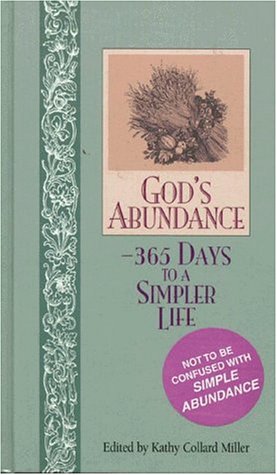 GOD'S
ABUNDANCE
–365 DAYS
TO A
SIMPLER
LIFE
NOT TO BE
CONFUSED WITH
SIMPLE
ABUNDANCE
Edited by Kathy Collard Miller